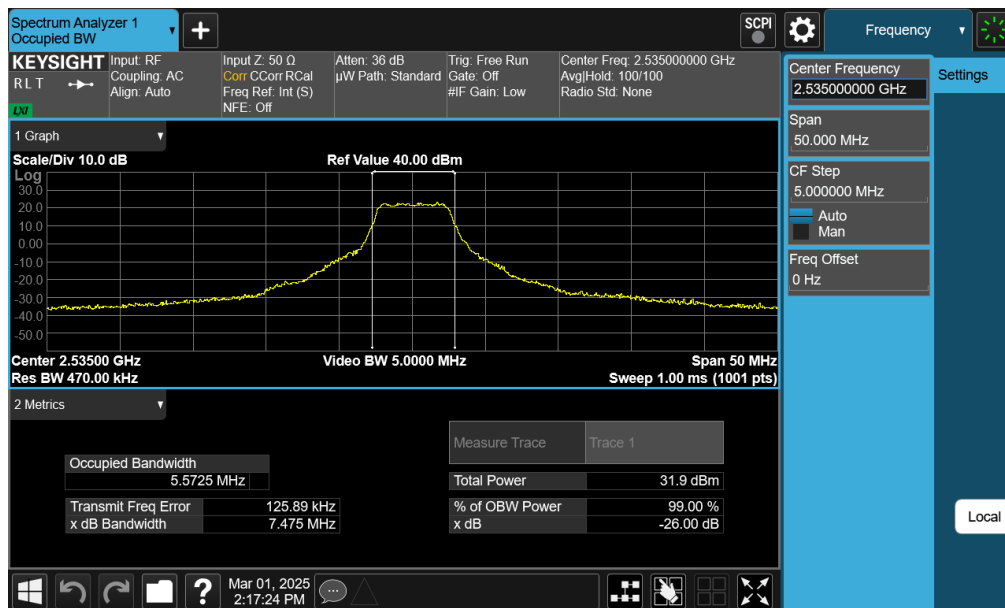 Spectrum Analyzer 1
Occupied BW
+
SCPI
Frequency
KEYSIGHT
R L T
LXI
Input: RF
Coupling: AC
Align: Auto
Input Z: 50 Ω
Corr CCorr RCal
Freq Ref: Int (S)
NFE: Off
Atten: 36 dB
µW Path: Standard
Trig: Free Run
Gate: Off
#IF Gain: Low
Center Freq: 2.535000000 GHz
Avg|Hold: 100/100
Radio Std: None
Center Frequency
2.535000000 GHz
Settings
Span
50.000 MHz
CF Step
5.000000 MHz
Auto
Man
Freq Offset
0 Hz
1 Graph
Scale/Div 10.0 dB
Ref Value 40.00 dBm
Log
30.0
20.0
10.0
0.00
-10.0
-20.0
-30.0
-40.0
-50.0
Center 2.53500 GHz
Video BW 5.0000 MHz
Span 50 MHz
Res BW 470.00 kHz
Sweep 1.00 ms (1001 pts)
2 Metrics
Measure Trace
Trace 1
Occupied Bandwidth
5.5725 MHz
Total Power
31.9 dBm
Transmit Freq Error
125.89 kHz
% of OBW Power
99.00 %
x dB Bandwidth
7.475 MHz
x dB
-26.00 dB
Local
?
Mar 01, 2025
2:17:24 PM